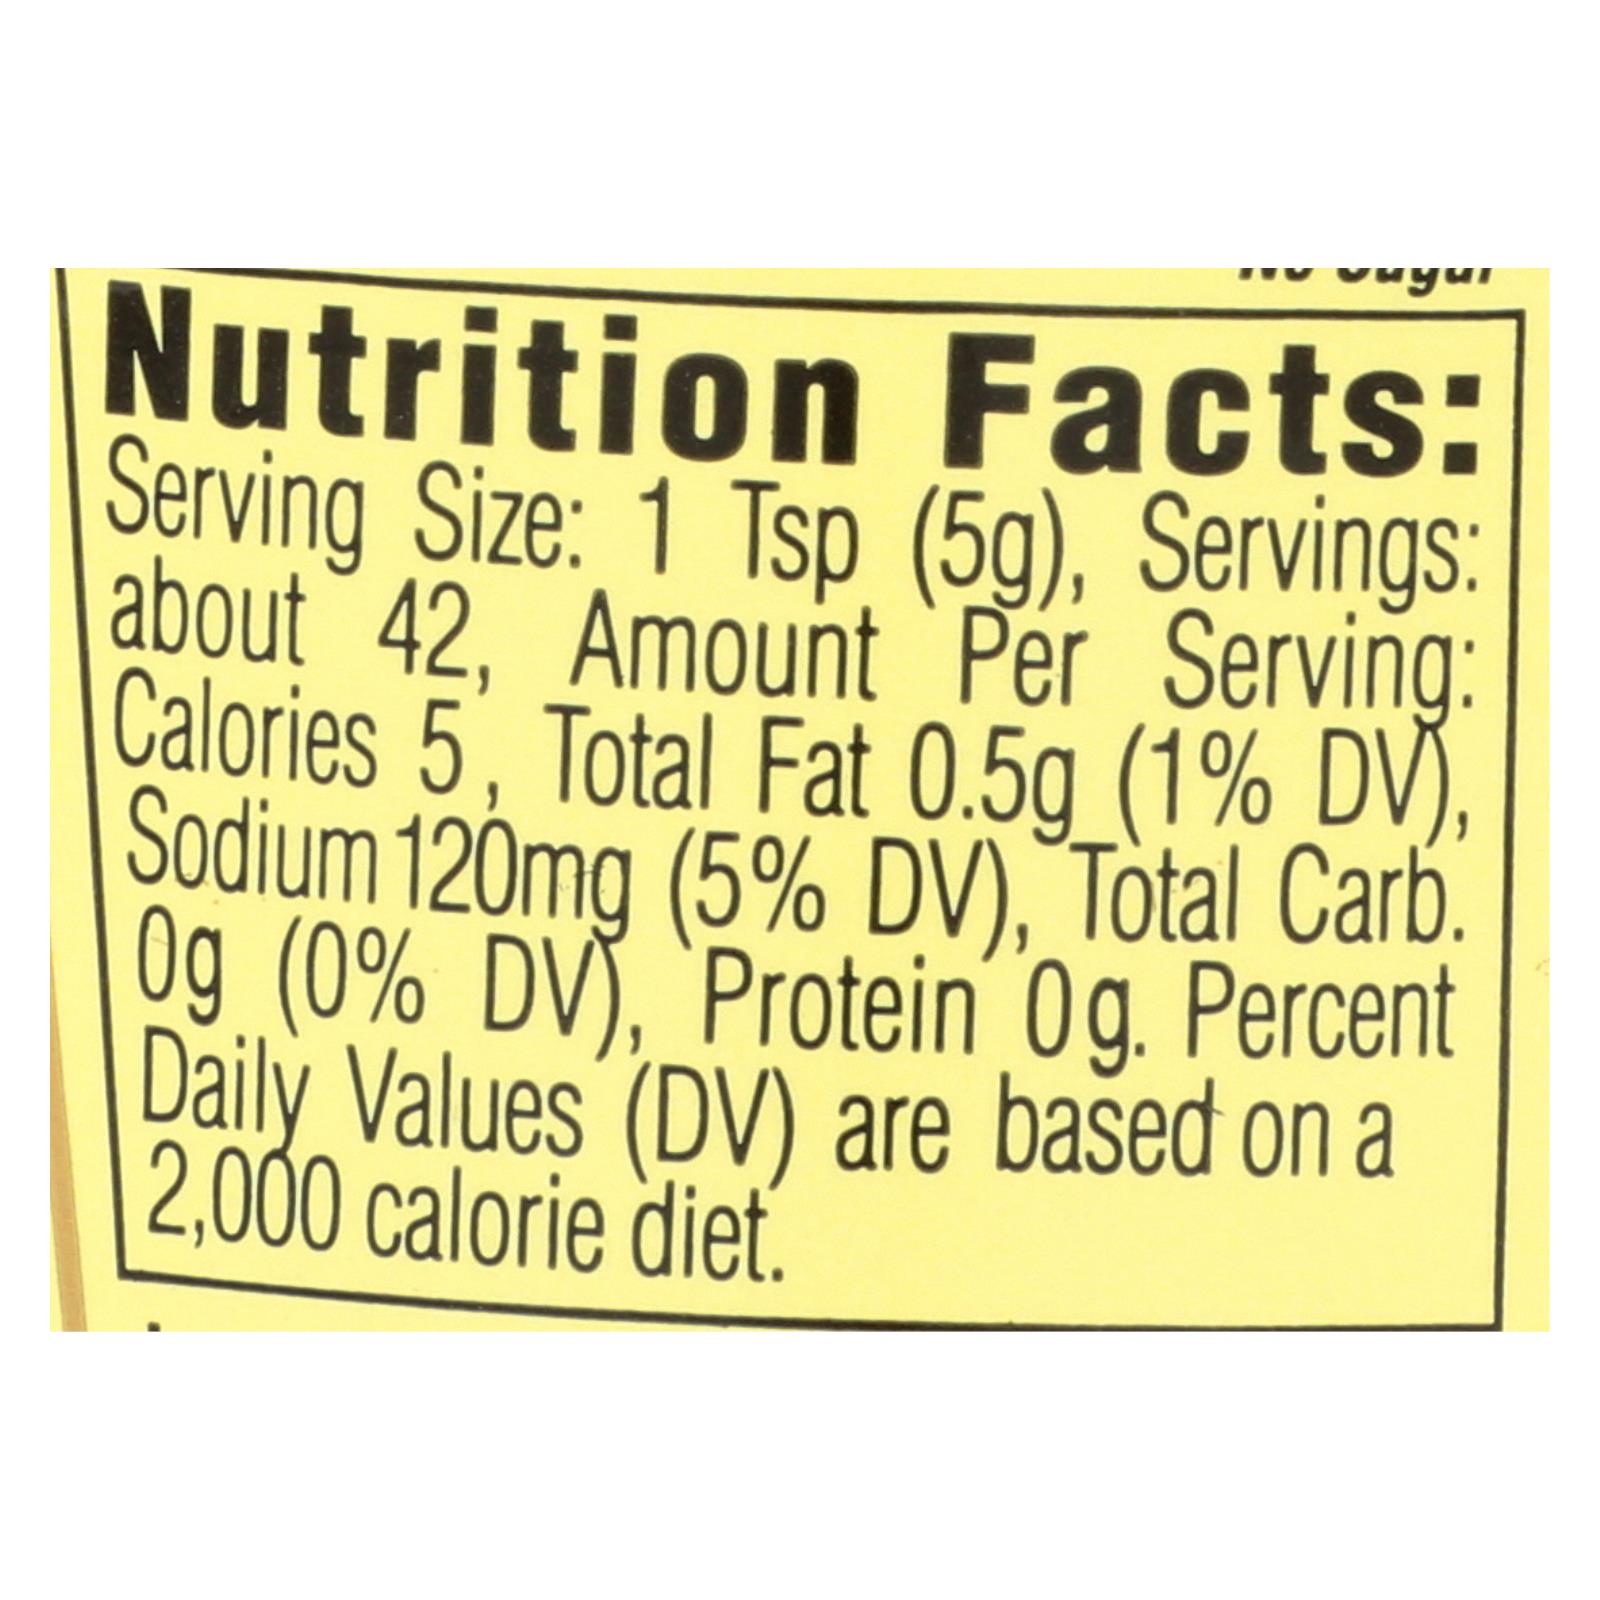 No Sugar
Nutrition Facts:
Serving Size: 1 Tsp (5g), Servings:
about 42, Amount Per Serving:
Calories 5, Total Fat 0.5g (1% DV),
Sodium 120mg (5% DV), Total Carb.
0g (0% DV), Protein 0g. Percent
Daily Values (DV) are based on a
2,000 calorie diet.